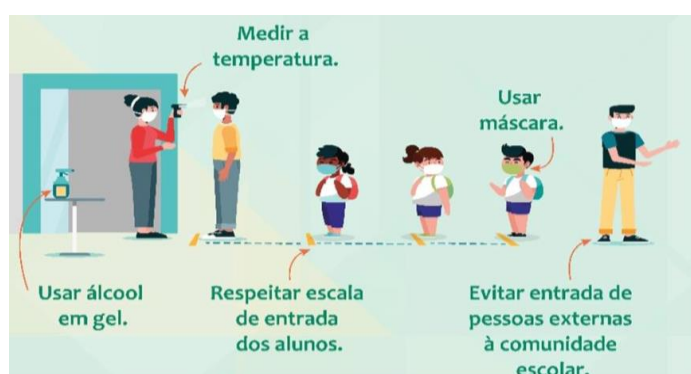 Medir a
temperatura.
Usar
máscara.
Usar álcool
em gel.
Respeitar escala
de entrada
dos alunos.
Evitar entrada de
pessoas externas
à comunidade
escolar.